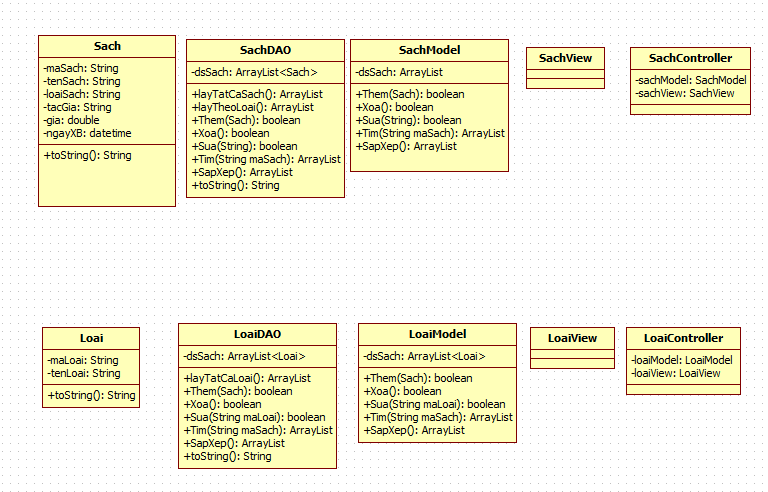 Sach
-maSach: String
-tenSach: String
-loaiSach: String
-tacGia: String
-gia: double
-ngayXB: datetime
+toString(): String
SachDAO
-dsSach: ArrayList<Sach>
+layTatCaSach(): ArrayList
+layTheoLoai(): ArrayList
+Them(Sach): boolean
+Xoa(): boolean
+Sua(String): boolean
+Tim(String maSach): ArrayList
+SapXep(): ArrayList
+toString(): String
SachModel
-dsSach: ArrayList
+Them(Sach): boolean
+Xoa(): boolean
+Sua(String): boolean
+Tim(String maSach): ArrayList
+SapXep(): ArrayList
SachView
SachController
-sachModel: SachModel
-sachView: SachView
Loai
-maLoai: String
-tenLoai: String
+toString(): String
LoaiDAO
-dsSach: ArrayList<Loai>
+layTatCaLoai(): ArrayList
+Them(Sach): boolean
+Xoa(): boolean
+Sua(String maLoai): boolean
+Tim(String maSach): ArrayList
+SapXep(): ArrayList
+toString(): String
LoaiModel
-dsSach: ArrayList<Loai>
+Them(Sach): boolean
+Xoa(): boolean
+Sua(String maLoai): boolean
+Tim(String maSach): ArrayList
+SapXep(): ArrayList
LoaiView
LoaiController
-loaiModel: LoaiModel
-loaiView: LoaiView